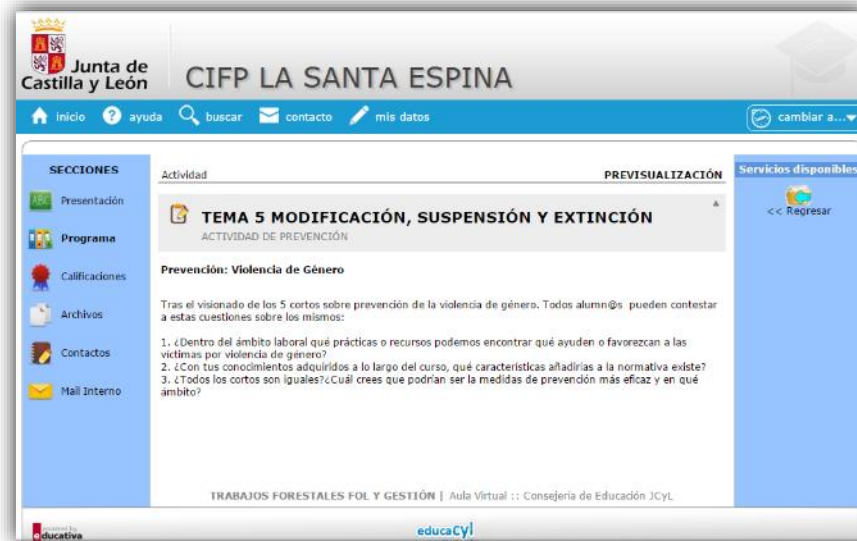 Junta de
Castilla y León
CIFP LA SANTA ESPINA
inicio
ayuda
buscar
contacto
mis datos
cambiar a...
SECCIONES
Presentación
Programa
Calificaciones
Archivos
Contactos
Mail Interno
Actividad
PREVISUALIZACIÓN
TEMA 5 MODIFICACIÓN, SUSPENSIÓN Y EXTINCIÓN
ACTIVIDAD DE PREVENCIÓN
Prevención: Violencia de Género
Tras el visionado de los 5 cortos sobre prevención de la violencia de género. Todos alumn@s pueden contestar
a estas cuestiones sobre los mismos:
1. ¿Dentro del ámbito laboral qué prácticas o recursos podemos encontrar qué ayuden o favorezcan a las
víctimas por violencia de género?
2. ¿Con tus conocimientos adquiridos a lo largo del curso, qué características añadirías a la normativa existe?
3. ¿Todos los cortos son iguales?¿Cuál crees que podrían ser la medidas de prevención más eficaz y en qué
ámbito?
Servicios disponibles
<< Regresar
TRABAJOS FORESTALES FOL Y GESTIÓN | Aula Virtual :: Consejería de Educación JCyL
educativa
educacyl